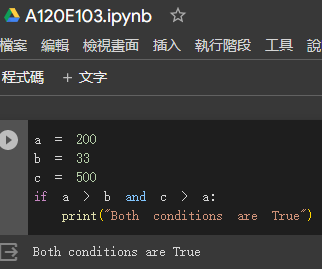 A120E103.ipynb
檔案 編輯 檢視畫面 插入 執行階段 工具
程式碼 + 文字
a = 200
b = 33
c = 500
if a > b and c > a:
    print("Both conditions are True")
Both conditions are True